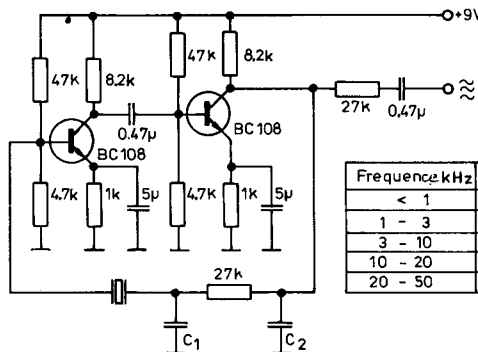 +9V
47k
8,2k
47k
8,2k
0.47µ
BC108
BC108
27k
0.47µ
≈
4.7k
1k
5µ
4.7k
1k
5µ
27k
C1
C2
Frequence kHz
< 1
1 - 3
3 - 10
10 - 20
20 - 50